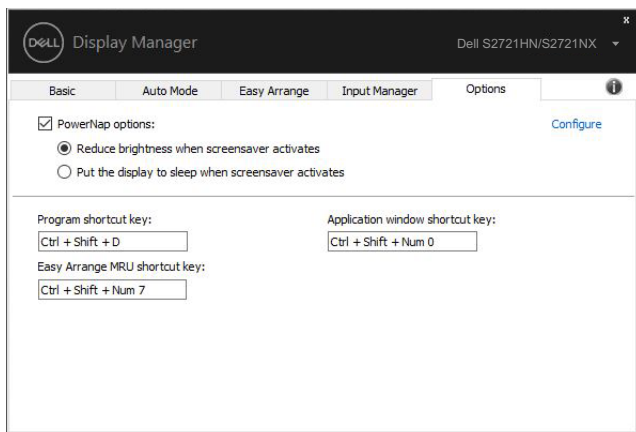 x
DELL Display Manager Dell S2721HN/S2721NX
Basic Auto Mode Easy Arrange Input Manager Options i
PowerNap options: Configure
Reduce brightness when screensaver activates
Put the display to sleep when screensaver activates
Program shortcut key: Application window shortcut key:
Ctrl + Shift + D Ctrl + Shift + Num 0
Easy Arrange MRU shortcut key:
Ctrl + Shift + Num 7